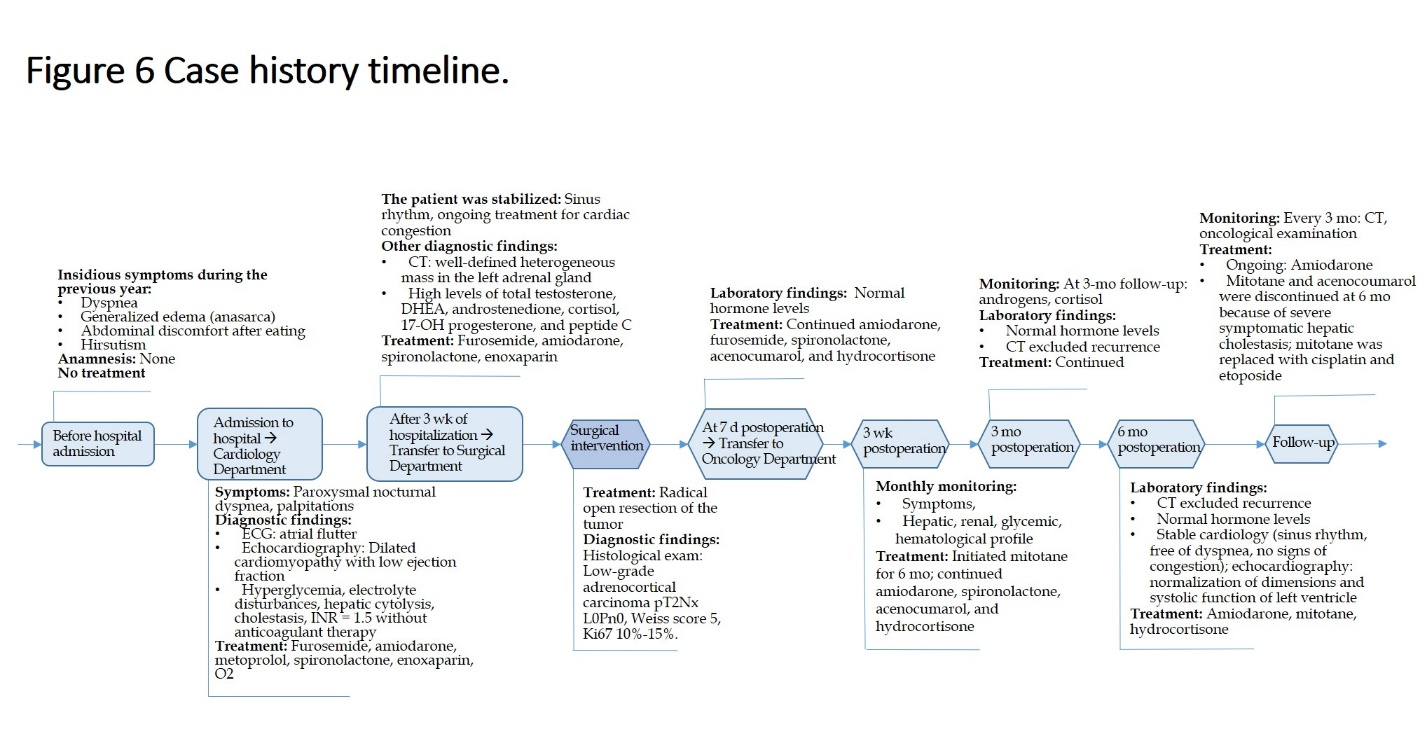 Figure 6 Case history timeline.
Insidious symptoms during the
previous year:
• Dyspnea
• Generalized edema (anasarca)
• Abdominal discomfort after eating
• Hirsutism
Anamnesis: None
No treatment
Before hospital
admission
Admission to
hospital →
Cardiology
Department
Symptoms: Paroxysmal nocturnal
dyspnea, palpitations
Diagnostic findings:
• ECG: atrial flutter
• Echocardiography: Dilated
cardiomyopathy with low ejection
fraction
• Hyperglycemia, electrolyte
disturbances, hepatic cytolysis,
cholestasis, INR = 1.5 without
anticoagulant therapy
Treatment: Furosemide, amiodarone,
metoprolol, spironolactone, enoxaparin,
O2
The patient was stabilized: Sinus
rhythm, ongoing treatment for cardiac
congestion
Other diagnostic findings:
• CT: well-defined heterogeneous
mass in the left adrenal gland
• High levels of total testosterone,
DHEA, androstenedione, cortisol,
17-OH progesterone, and peptide C
Treatment: Furosemide, amiodarone,
spironolactone, enoxaparin
After 3 wk of
hospitalization →
Transfer to Surgical
Department
Surgical
intervention
Treatment: Radical
open resection of the
tumor
Diagnostic findings:
Histological exam:
Low-grade
adrenocortical
carcinoma pT2Nx
L0Pn0, Weiss score 5,
Ki67 10%-15%.
Laboratory findings: Normal
hormone levels
Treatment: Continued amiodarone,
furosemide, spironolactone,
acenocumarol, and hydrocortisone
At 7 d postoperation
→ Transfer to
Oncology Department
3 wk
postoperation
Monthly monitoring:
• Symptoms,
• Hepatic, renal, glycemic,
hematological profile
Treatment: Initiated mitotane
for 6 mo; continued
amiodarone, spironolactone,
acenocumarol, and
hydrocortisone
Monitoring: At 3-mo follow-up:
androgens, cortisol
Laboratory findings:
• Normal hormone levels
• CT excluded recurrence
Treatment: Continued
3 mo
postoperation
6 mo
postoperation
Laboratory findings:
• CT excluded recurrence
• Normal hormone levels
• Stable cardiology (sinus rhythm,
free of dyspnea, no signs of
congestion); echocardiography:
normalization of dimensions and
systolic function of left ventricle
Treatment: Amiodarone, mitotane,
hydrocortisone
Monitoring: Every 3 mo: CT,
oncological examination
Treatment:
• Ongoing: Amiodarone
• Mitotane and acenocoumarol
were discontinued at 6 mo
because of severe
symptomatic hepatic
cholestasis; mitotane was
replaced with cisplatin and
etoposide
Follow-up